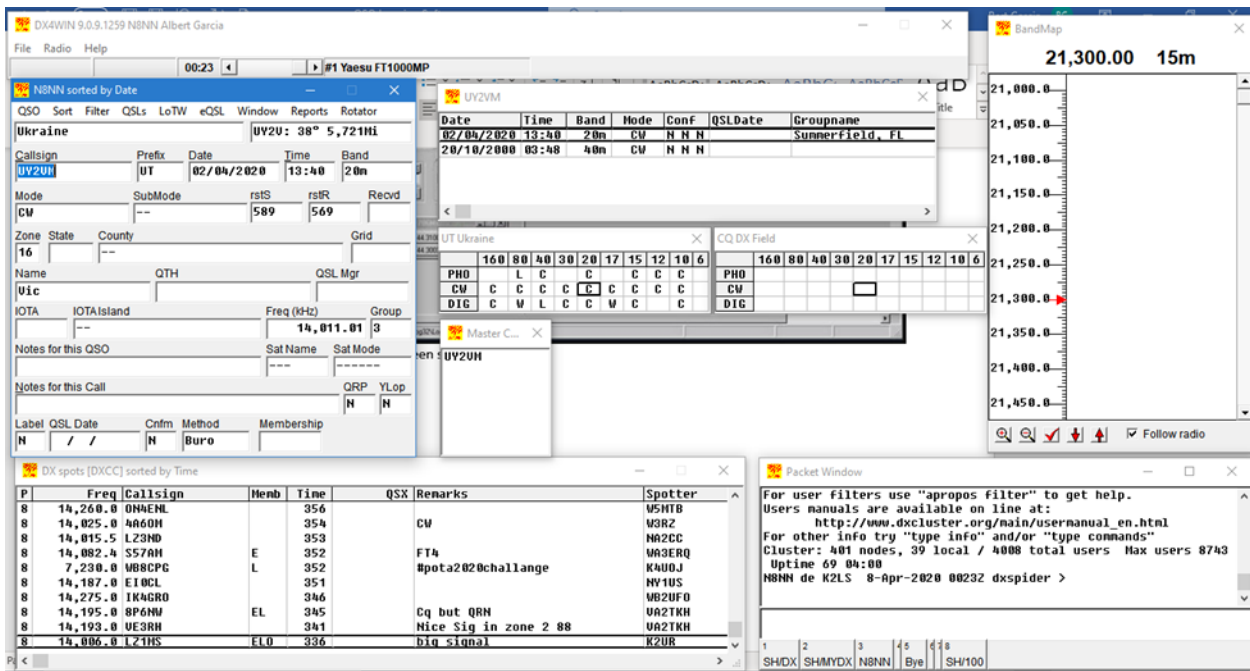 DX4WIN 9.0.9.1259 N8NN Albert Garcia
File Radio Help
00:23 #1 Yaesu FT1000MP
N8NN sorted by Date
QSO Sort Filter QSLs LoTW eQSL Window Reports Rotator
Ukraine UY2U: 38° 5,721Mi
Callsign Prefix Date Time Band
UY2VM UT 02/04/2020 13:40 20m
Mode SubMode rstS rstR Recvd
CW -- 589 569
Zone State County Grid
16 --
Name QTH QSL Mgr
Vic
IOTA IOTA Island Freq (kHz) Group
-- 14,011.01 3
Notes for this QSO Sat Name Sat Mode
--- ------
Notes for this Call QRP YLop
N N
Label QSL Date Cnfm Method Membership
N / / N Buro
UY2VM
Date Time Band Mode Conf QSLDate Groupname
02/04/2020 13:40 20m CW N N N Summerfield, FL
20/10/2000 03:48 40m CW N N N
UT Ukraine
160 80 40 30 20 17 15 12 10 6
PHO L C C C C C
CW C C C C C C C C C
DIG C W L C C W C C
CQ DX Field
160 80 40 30 20 17 15 12 10 6
PHO
CW
DIG
Master C...
UY2VM
BandMap
21,300.00 15m
21,000.0
21,050.0
21,100.0
21,150.0
21,200.0
21,250.0
21,300.0
21,350.0
21,400.0
21,450.0
Follow radio
DX spots [DXCC] sorted by Time
P Freq Callsign Memb Time QSX Remarks Spotter
8 14,260.0 ON4ENL 356 W5MTB
8 14,025.0 4A6OM 354 CW W3RZ
8 14,015.5 LZ3ND 353 NA2CC
8 14,082.4 S57AM E 352 FT4 WA3ERQ
8 7,230.0 WB8CPG L 352 #pota2020challange K4UOJ
8 14,187.0 EI0CL 351 NY1US
8 14,275.0 IK4GRO 346 WB2UFO
8 14,195.0 8P6NW EL 345 Cq but QRN VA2TKH
8 14,193.0 VE3RH 341 Nice Sig in zone 2 88 VA2TKH
8 14,006.0 LZ1MS ELO 336 big signal K2UR
Packet Window
For user filters use "apropos filter" to get help.
Users manuals are available on line at:
http://www.dxcluster.org/main/usermanual_en.html
For other info try "type info" and/or "type commands"
Cluster: 401 nodes, 39 local / 4008 total users Max users 8743
Uptime 69 04:00
N8NN de K2LS 8-Apr-2020 0023Z dxspider >
1 2 3 4 5 6 7 8
SH/DX SH/MYDX N8NN Bye SH/100